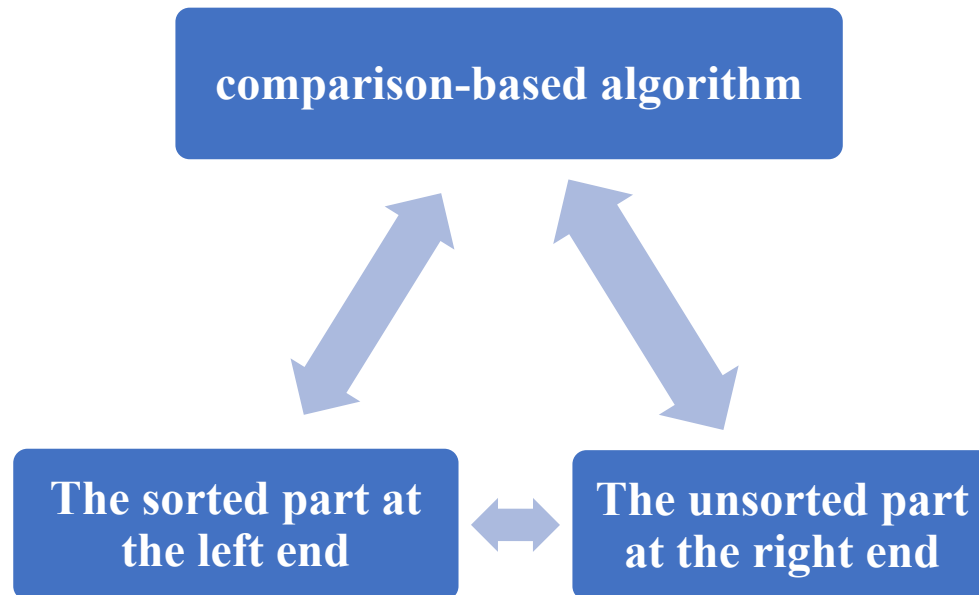 comparison-based algorithm
The sorted part at
the left end
The unsorted part
at the right end